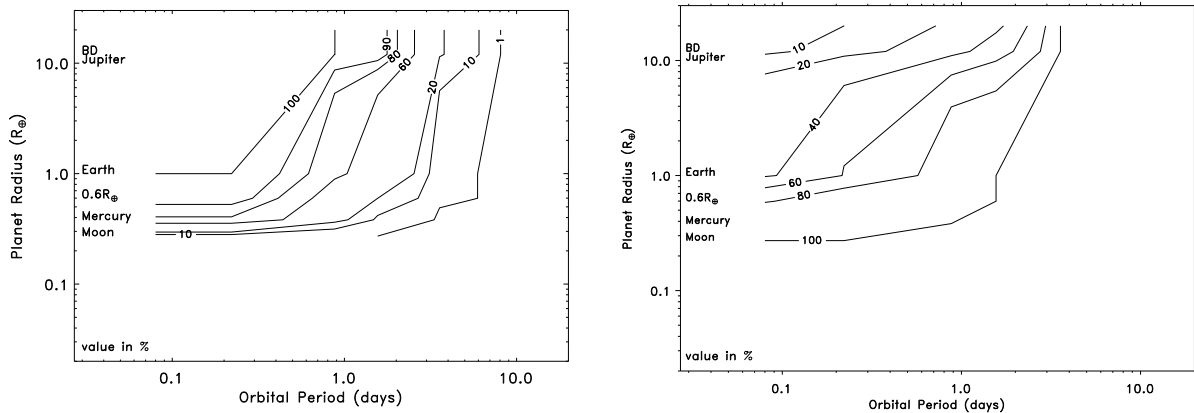 BD
Jupiter
10.0
Earth
1.0
0.6R⊕
Mercury
Moon
0.1
value in %
100
90
80
60
20
10
1
10
0.1
1.0
10.0
Orbital Period (days)
Planet Radius (R⊕)
BD
Jupiter
10.0
Earth
1.0
0.6R⊕
Mercury
Moon
0.1
value in %
10
20
40
60
80
100
0.1
1.0
10.0
Orbital Period (days)
Planet Radius (R⊕)